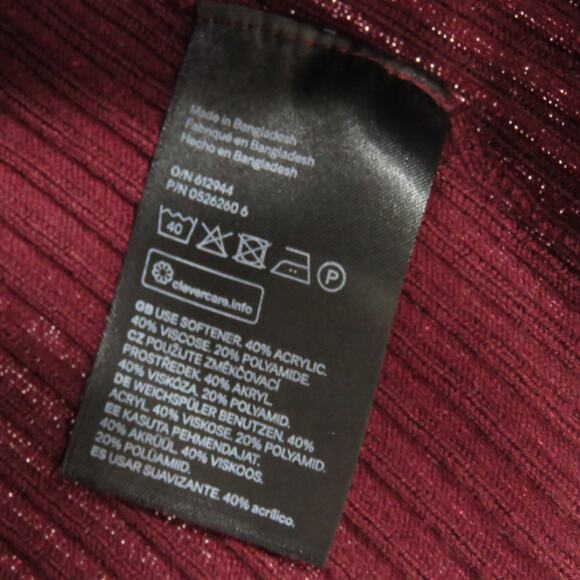 Made in Bangladesh
Fabriqué en Bangladesh
Hecho en Bangladesh
O/N 612944
P/N 0526260 6
40
P
clevercare.info
GB USE SOFTENER. 40% ACRYLIC.
40% VISCOSE. 20% POLYAMIDE.
CZ POUŽIJTE ZMĚKČOVACÍ
PROSTŘEDEK. 40% AKRYL.
40% VISKÓZA. 20% POLYAMID.
DE WEICHSPÜLER BENUTZEN. 40%
ACRYL. 40% VISKOSE. 20% POLYAMID.
EE KASUTA PEHMENDAJAT.
40% AKRÜÜL. 40% VISKOOS.
20% POLÜAMIID.
ES USAR SUAVIZANTE. 40% acrílico.